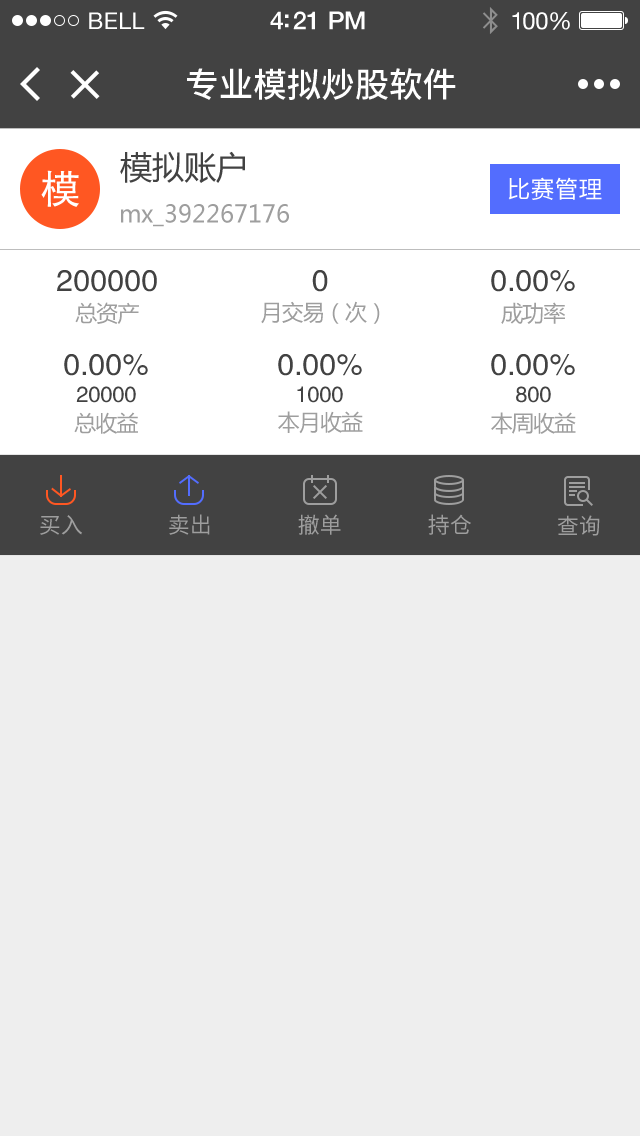 BELL 4:21 PM 100%
专业模拟炒股软件
模 模拟账户 比赛管理
mx_392267176
200000 0 0.00%
总资产 月交易（次） 成功率
0.00% 0.00% 0.00%
20000 1000 800
总收益 本月收益 本周收益
买入 卖出 撤单 持仓 查询